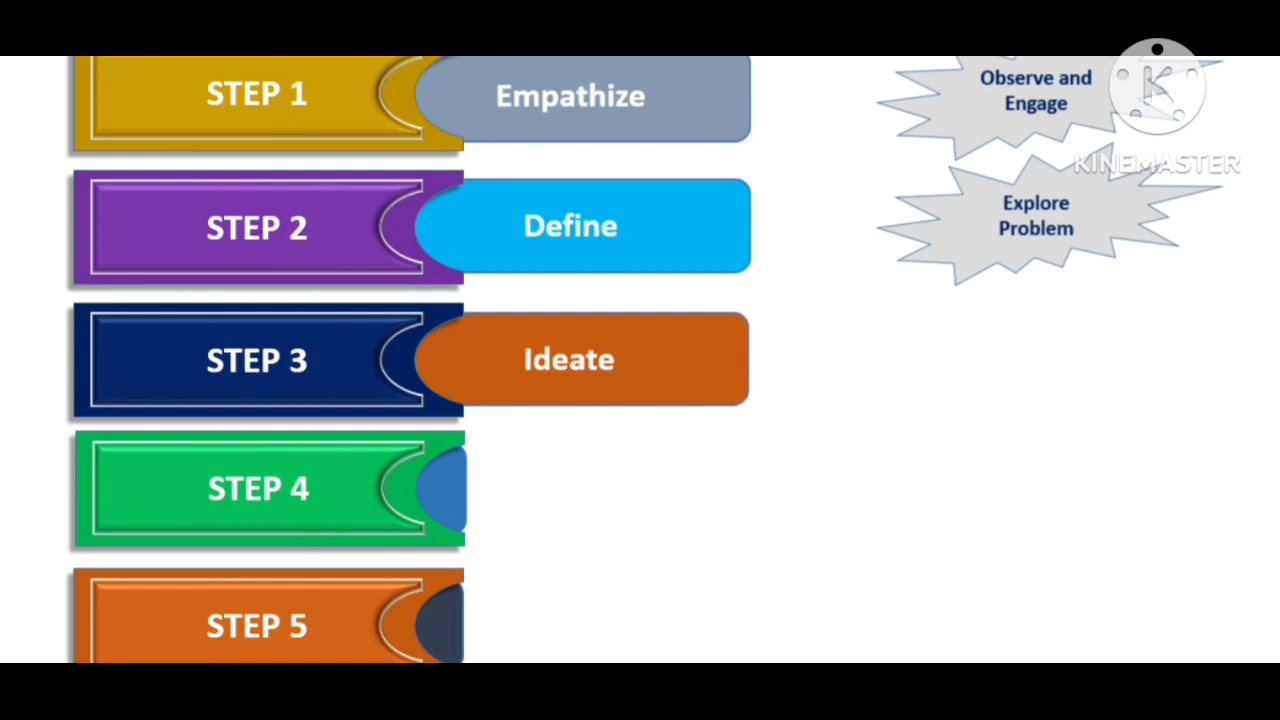 STEP 1
Empathize
Observe and
Engage
KINEMASTER
STEP 2
Define
Explore
Problem
STEP 3
Ideate
STEP 4
STEP 5